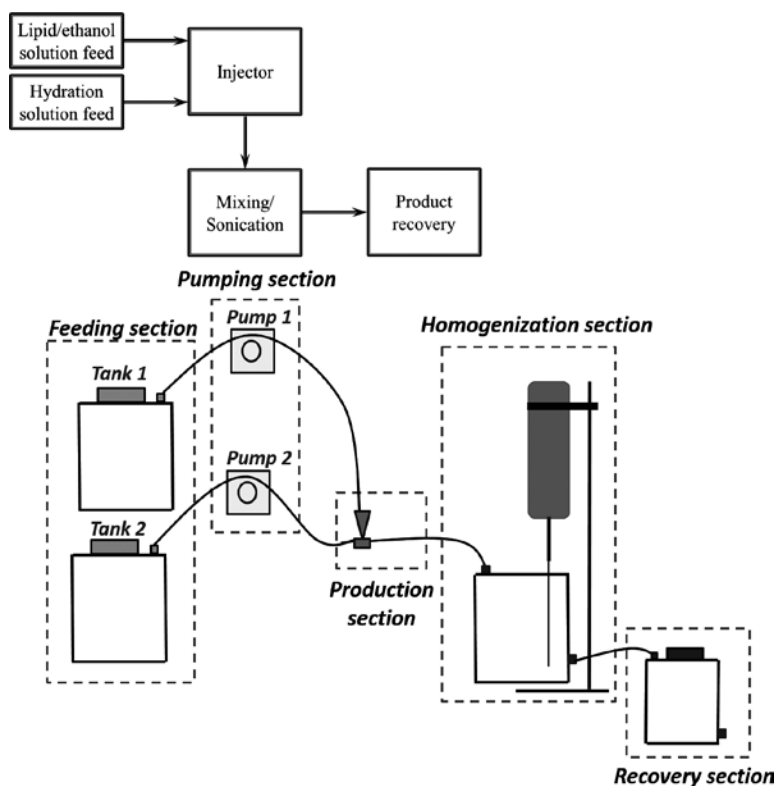 Lipid/ethanol
solution feed
Hydration
solution feed
Injector
Mixing/
Sonication
Product
recovery
Pumping section
Feeding section
Pump 1
Homogenization section
Tank 1
Pump 2
Tank 2
Production
section
Recovery section